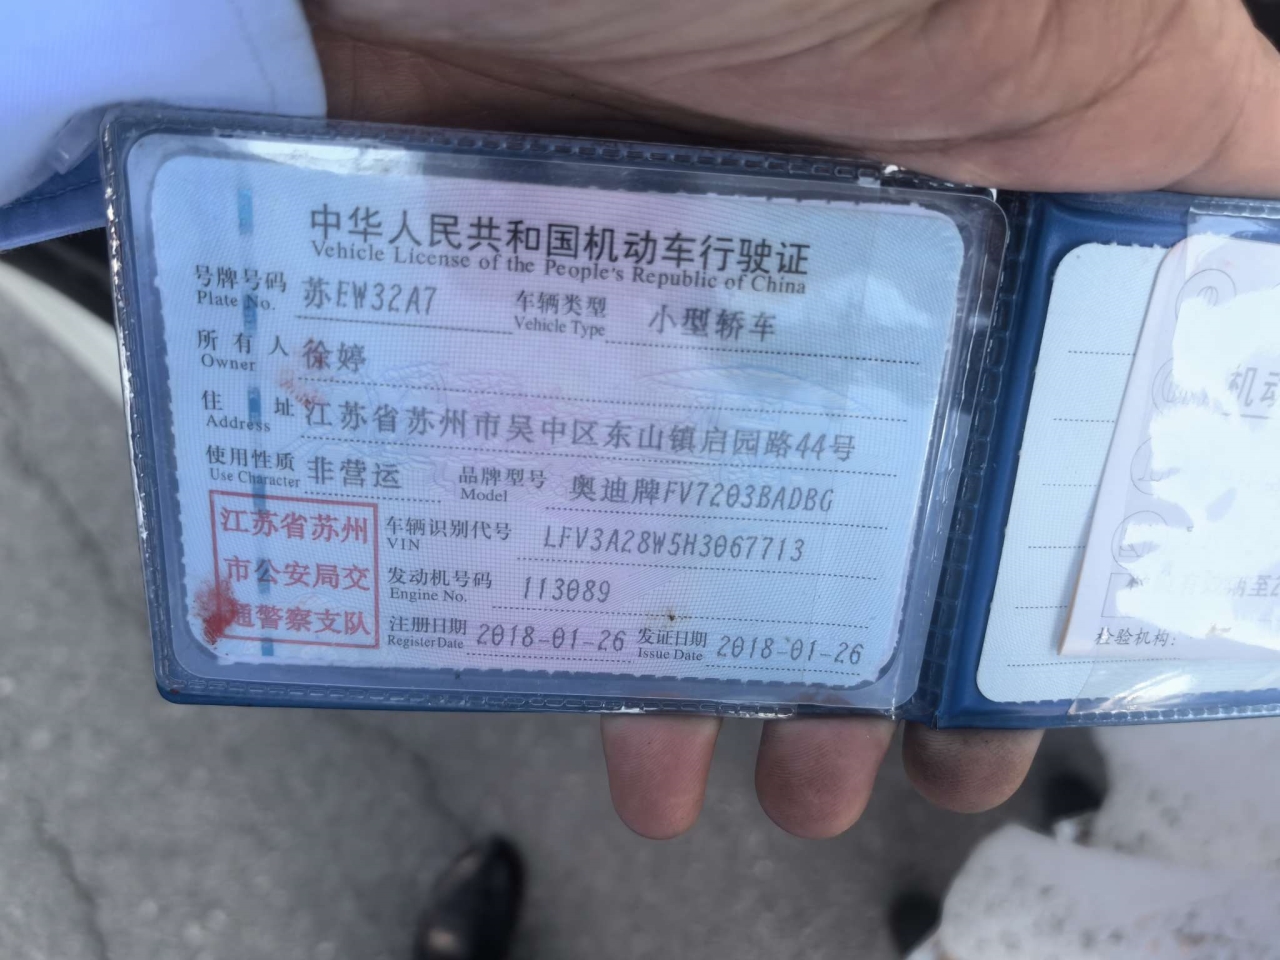 中华人民共和国机动车行驶证
Vehicle License of the People's Republic of China
号牌号码 苏EW32A7 车辆类型 小型轿车
Plate No. Vehicle Type
所有人 徐婷
Owner
住址 江苏省苏州市吴中区东山镇启园路44号
Address
使用性质 非营运 品牌型号 奥迪牌FV7203BADBG
Use Character Model
江苏省苏州
市公安局交
通警察支队
车辆识别代号 LFV3A28W5H3067713
VIN
发动机号码 113089
Engine No.
注册日期 2018-01-26 发证日期 2018-01-26
Register Date Issue Date
机动
检验机构: